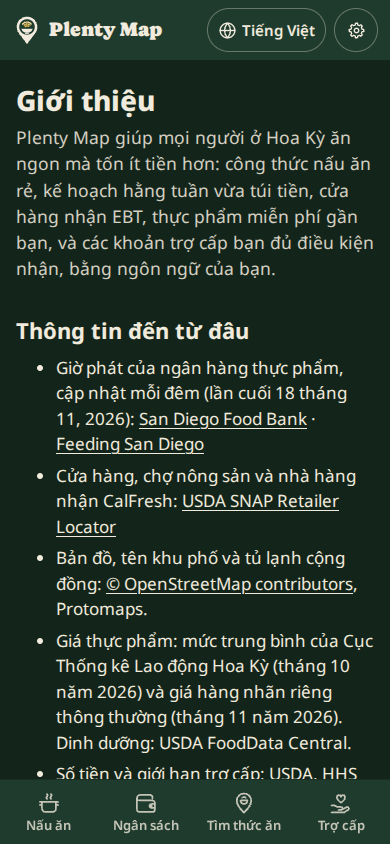 Plenty Map
Tiếng Việt
Giới thiệu
Plenty Map giúp mọi người ở Hoa Kỳ ăn
ngon mà tốn ít tiền hơn: công thức nấu ăn
rẻ, kế hoạch hằng tuần vừa túi tiền, cửa
hàng nhận EBT, thực phẩm miễn phí gần
bạn, và các khoản trợ cấp bạn đủ điều kiện
nhận, bằng ngôn ngữ của bạn.
Thông tin đến từ đâu
• Giờ phát của ngân hàng thực phẩm,
cập nhật mỗi đêm (lần cuối 18 tháng
11, 2026): San Diego Food Bank ·
Feeding San Diego
• Cửa hàng, chợ nông sản và nhà hàng
nhận CalFresh: USDA SNAP Retailer
Locator
• Bản đồ, tên khu phố và tủ lạnh cộng
đồng: © OpenStreetMap contributors,
Protomaps.
• Giá thực phẩm: mức trung bình của Cục
Thống kê Lao động Hoa Kỳ (tháng 10
năm 2026) và giá hàng nhãn riêng
thông thường (tháng 11 năm 2026).
Dinh dưỡng: USDA FoodData Central.
• Số tiền và giới hạn trợ cấp: USDA, HHS
Nấu ăn
Ngân sách
Tìm thức ăn
Trợ cấp